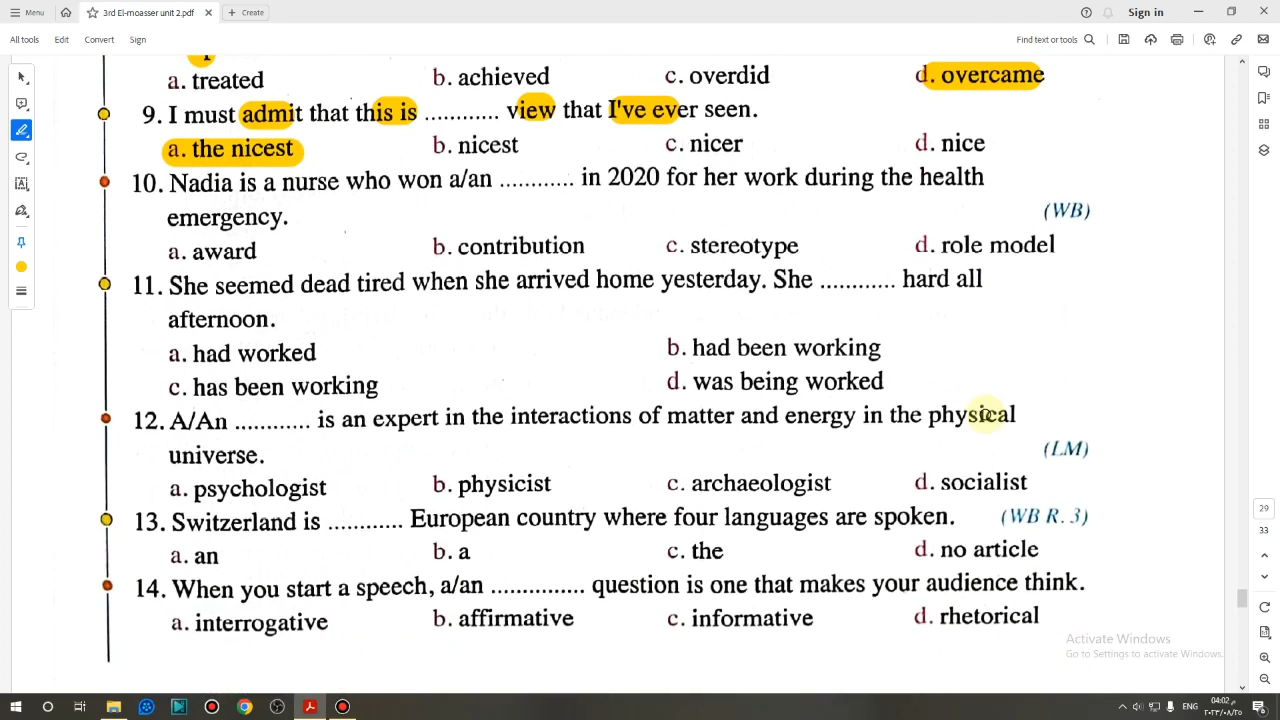 Menu
3rd El-moasser unit 2.pdf
Create
Sign in
All tools Edit Convert Sign
Find text or tools
a. treated b. achieved c. overdid d. overcame
9. I must admit that this is ............ view that I've ever seen.
a. the nicest b. nicest c. nicer d. nice
10. Nadia is a nurse who won a/an ............ in 2020 for her work during the health
emergency. (WB)
a. award b. contribution c. stereotype d. role model
11. She seemed dead tired when she arrived home yesterday. She ............ hard all
afternoon.
a. had worked b. had been working
c. has been working d. was being worked
12. A/An ............ is an expert in the interactions of matter and energy in the physical
universe. (LM)
a. psychologist b. physicist c. archaeologist d. socialist
13. Switzerland is ............ European country where four languages are spoken. (WB R. 3)
a. an b. a c. the d. no article
14. When you start a speech, a/an ............... question is one that makes your audience think.
a. interrogative b. affirmative c. informative d. rhetorical
29
33
Activate Windows
Go to Settings to activate Windows.
ENG
04:02 م
٢٠٢٣/٠٨/٢٥